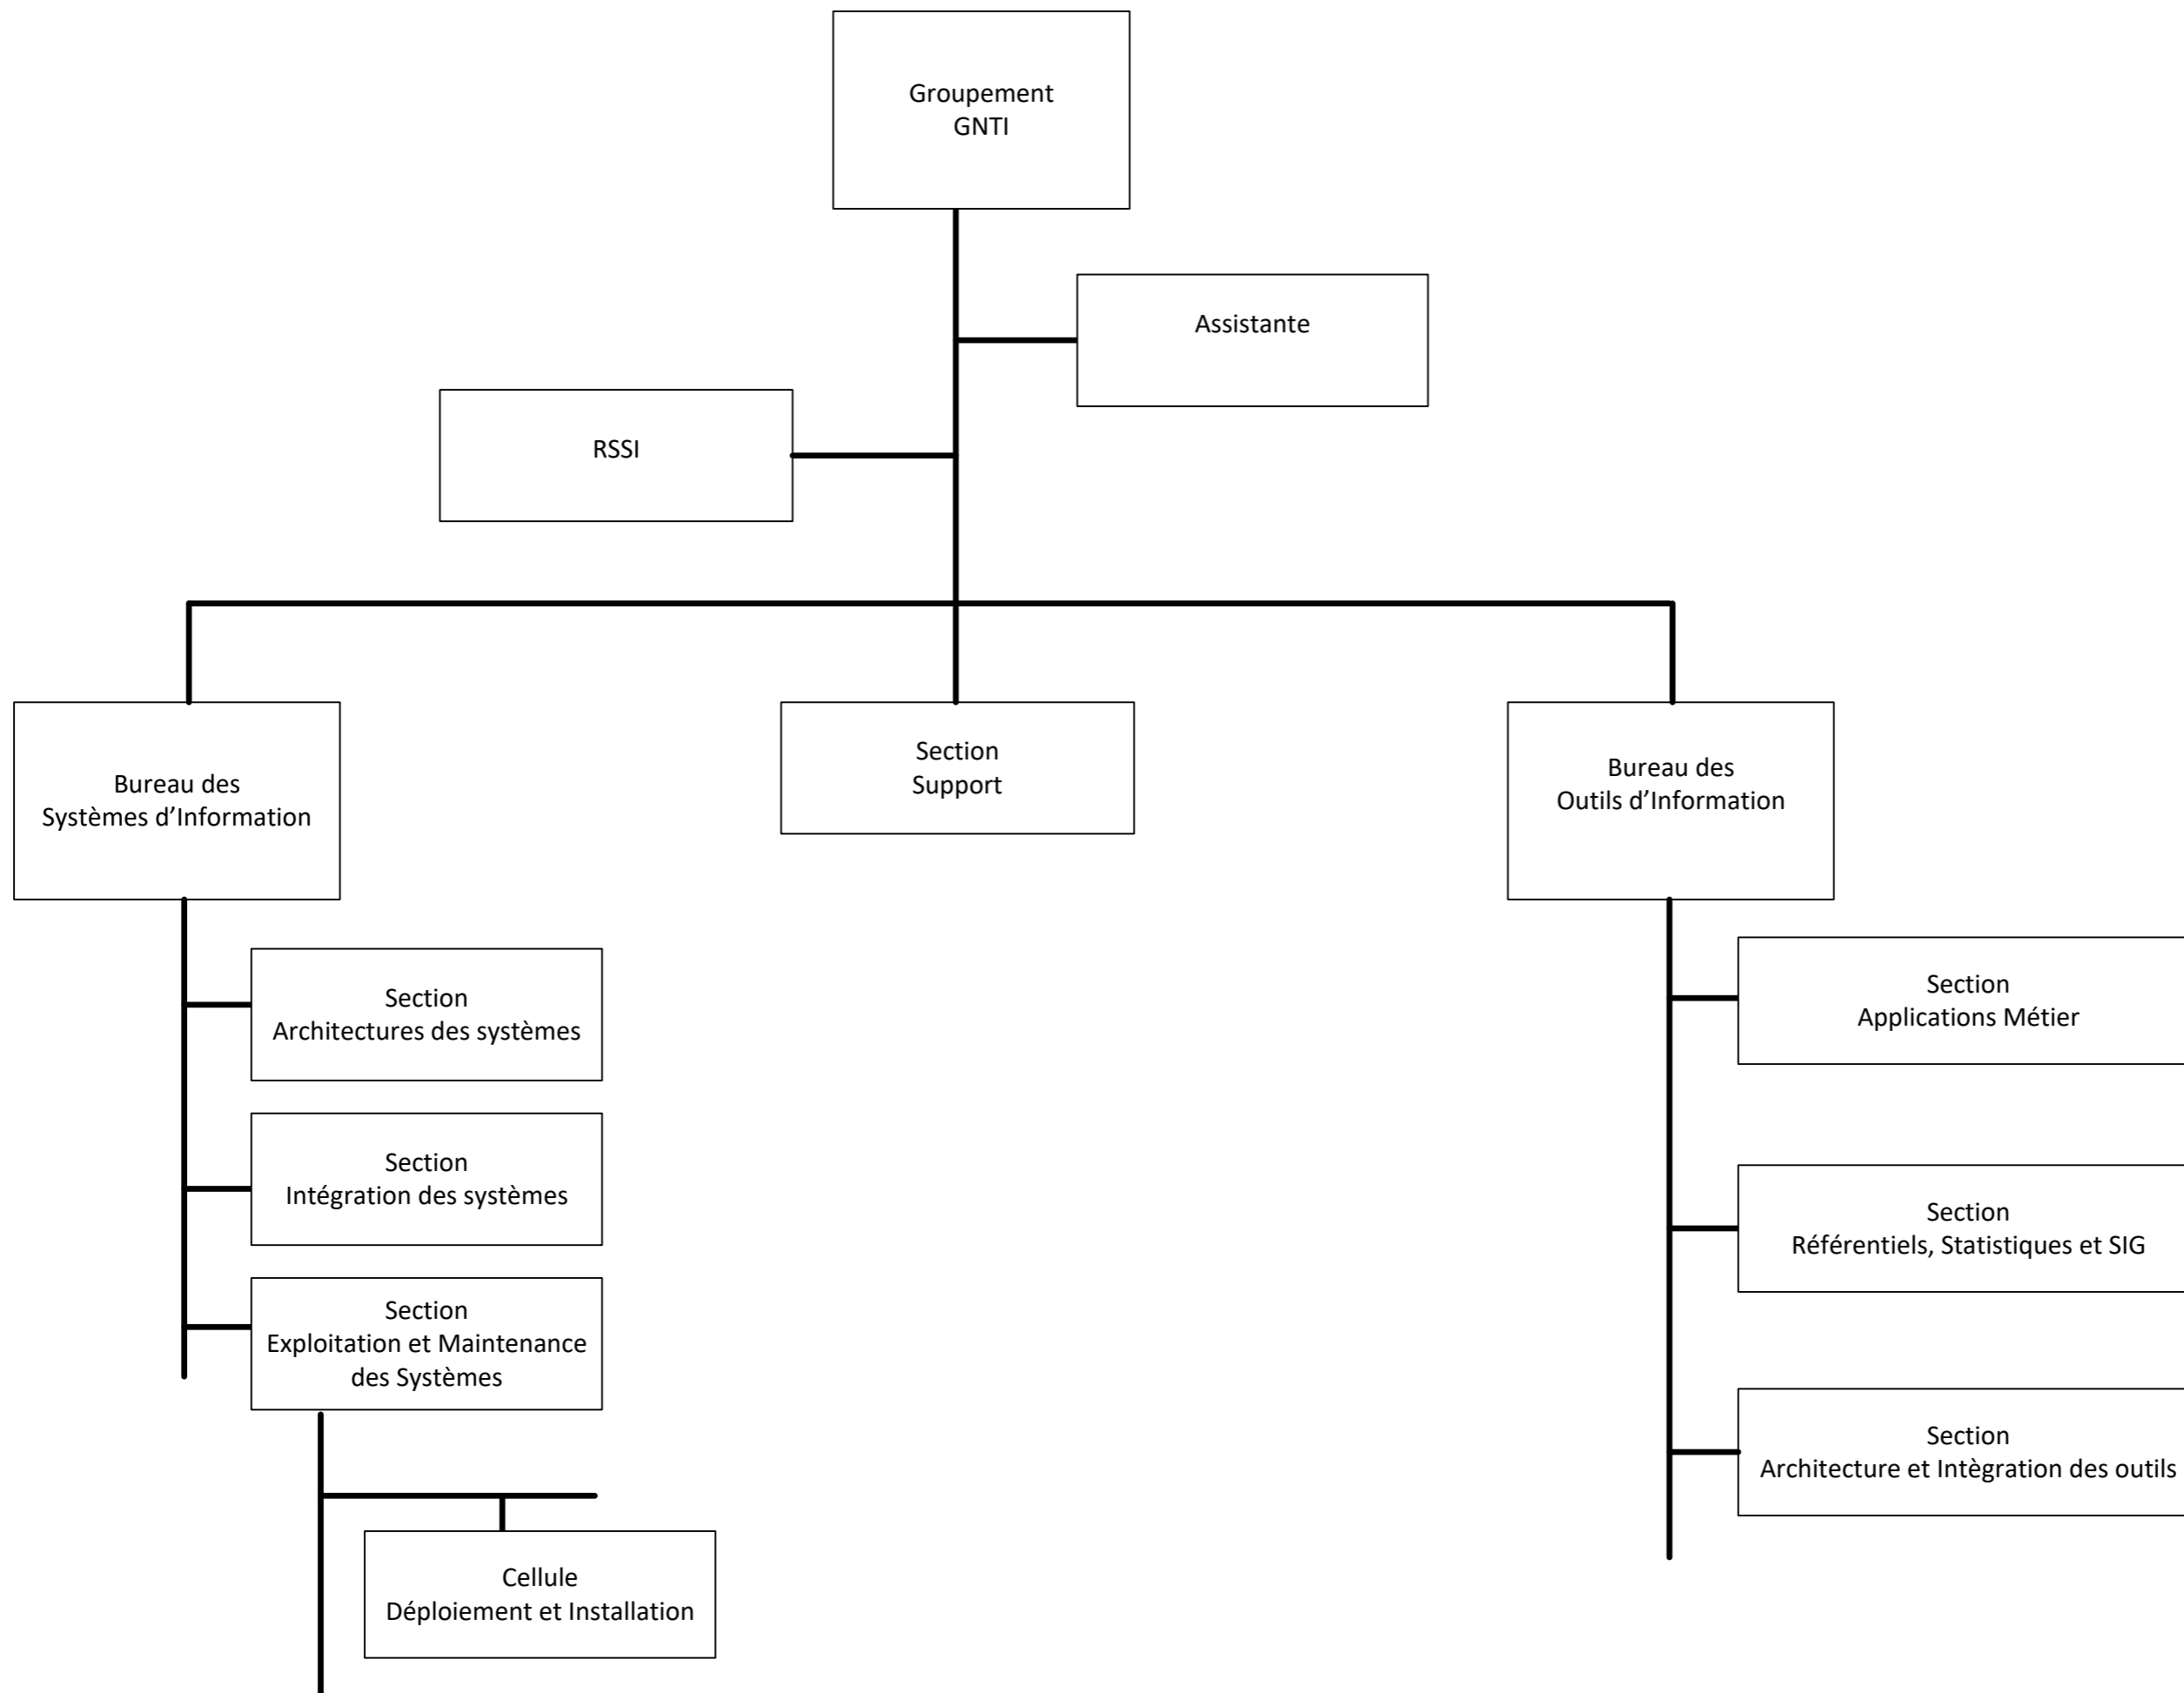 Groupement
GNTI
Assistante
RSSI
Bureau des
Systèmes d’Information
Section
Support
Bureau des
Outils d’Information
Section
Architectures des systèmes
Section
Intégration des systèmes
Section
Exploitation et Maintenance
des Systèmes
Cellule
Déploiement et Installation
Section
Applications Métier
Section
Référentiels, Statistiques et SIG
Section
Architecture et Intègration des outils